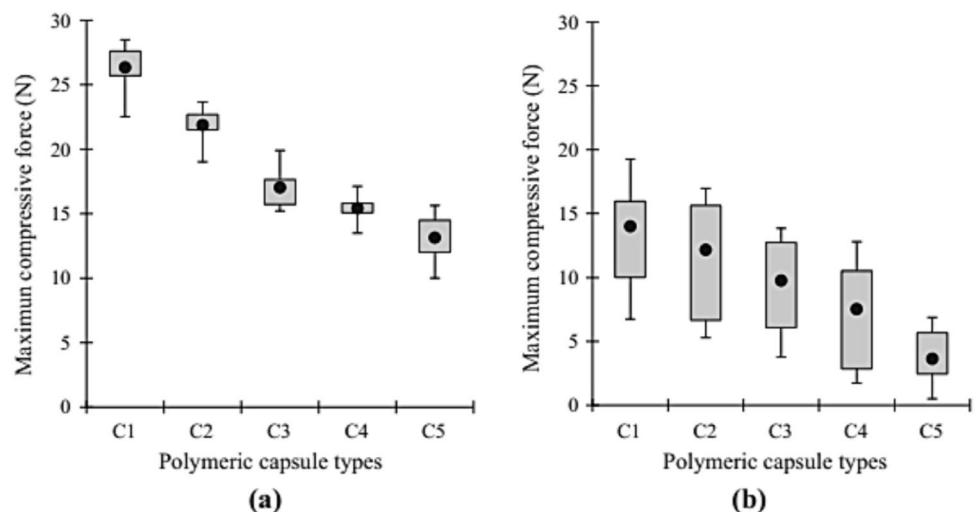 30
25
20
15
10
5
0
Maximun compressive force (N)
C1 C2 C3 C4 C5
Polymeric capsule types
(a)
30
25
20
15
10
5
0
Maximum compressive force (N)
C1 C2 C3 C4 C5
Polymeric capsule types
(b)